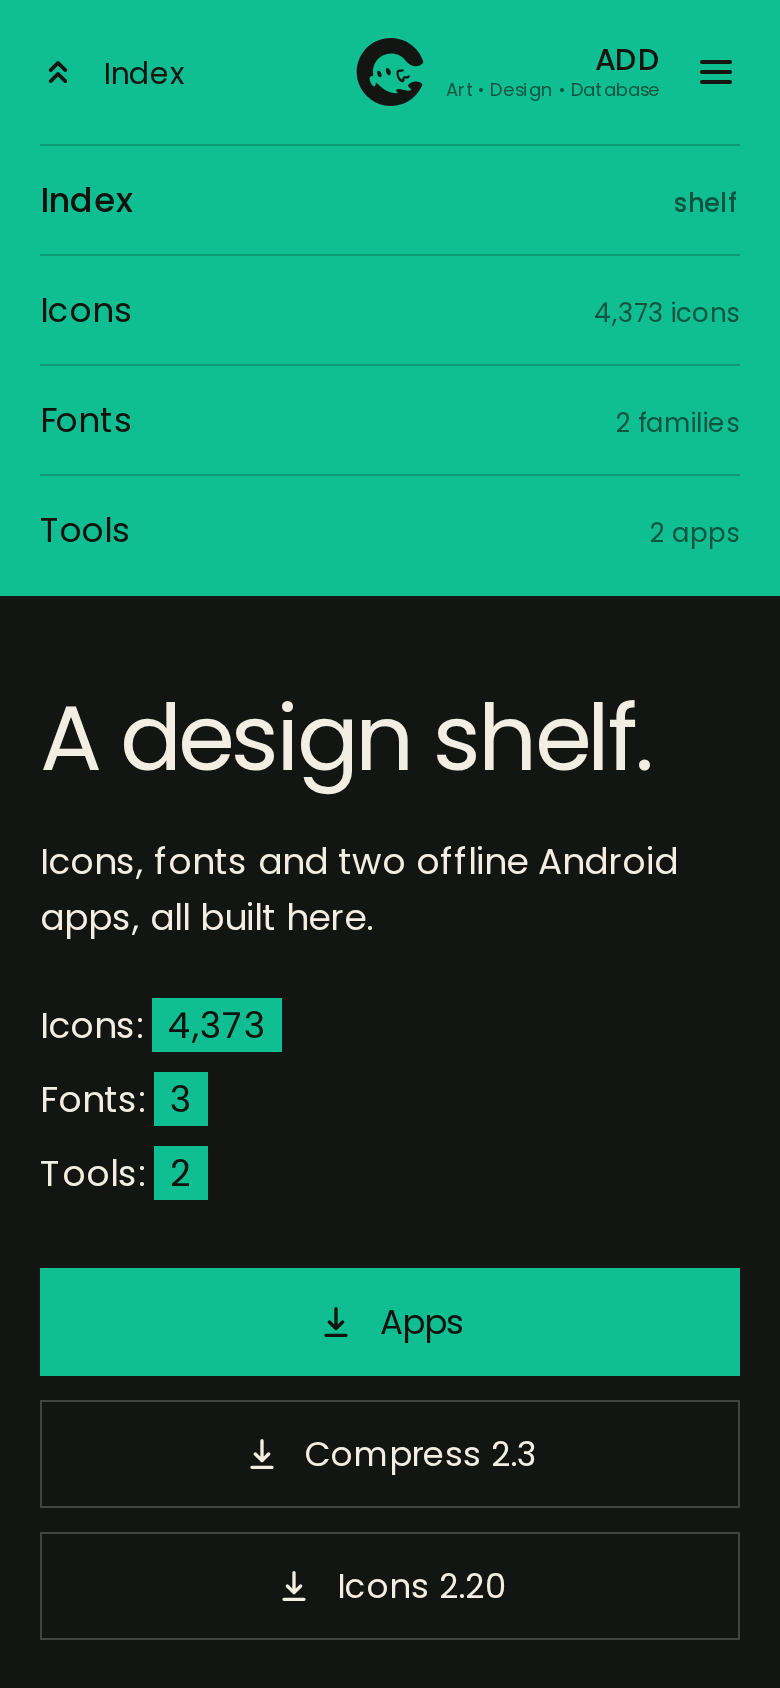 Index
ADD
Art • Design • Database
Index shelf
Icons 4,373 icons
Fonts 2 families
Tools 2 apps
A design shelf.
Icons, fonts and two offline Android
apps, all built here.
Icons: 4,373
Fonts: 3
Tools: 2
Apps
Compress 2.3
Icons 2.20